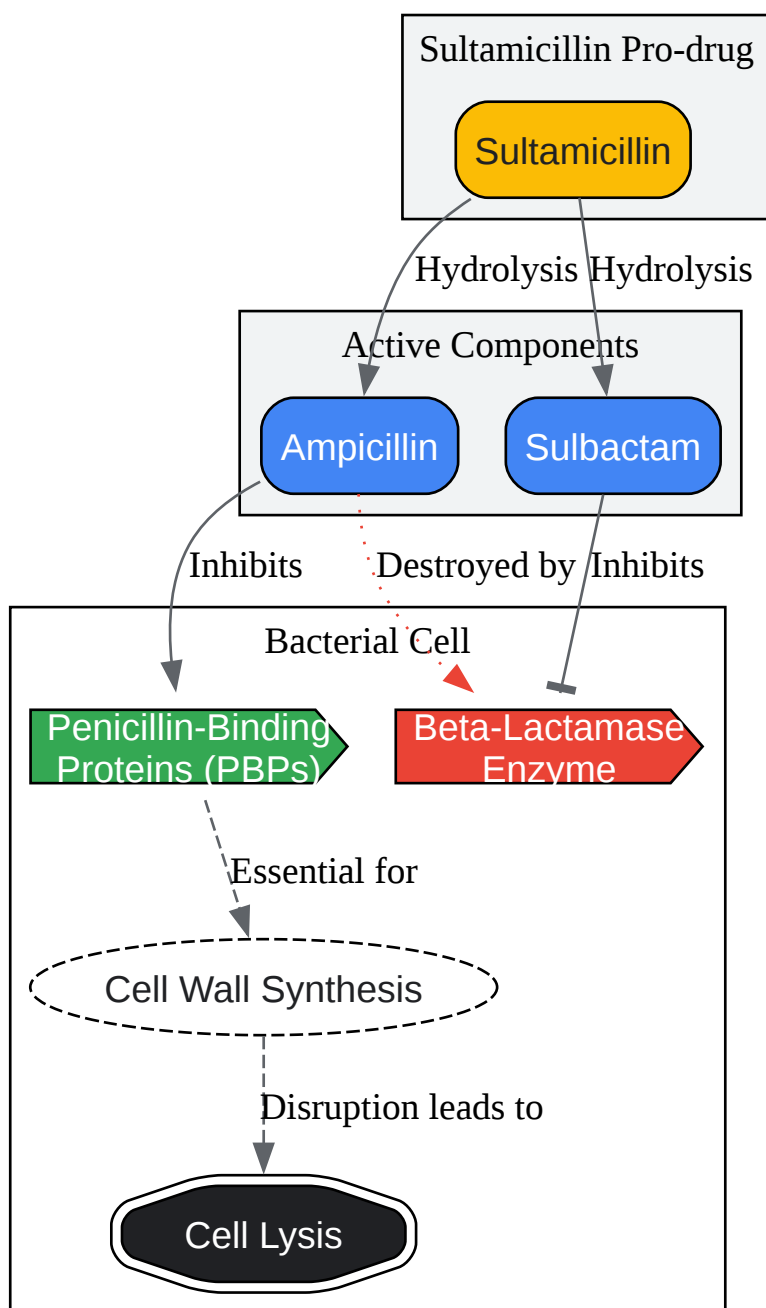 Sultamicillin Pro-drug
Sultamicillin
Hydrolysis
Hydrolysis
Active Components
Ampicillin
Sulbactam
Inhibits
Destroyed by
Inhibits
Bacterial Cell
Penicillin-Binding
Proteins (PBPs)
Beta-Lactamase
Enzyme
Essential for
Cell Wall Synthesis
Disruption leads to
Cell Lysis